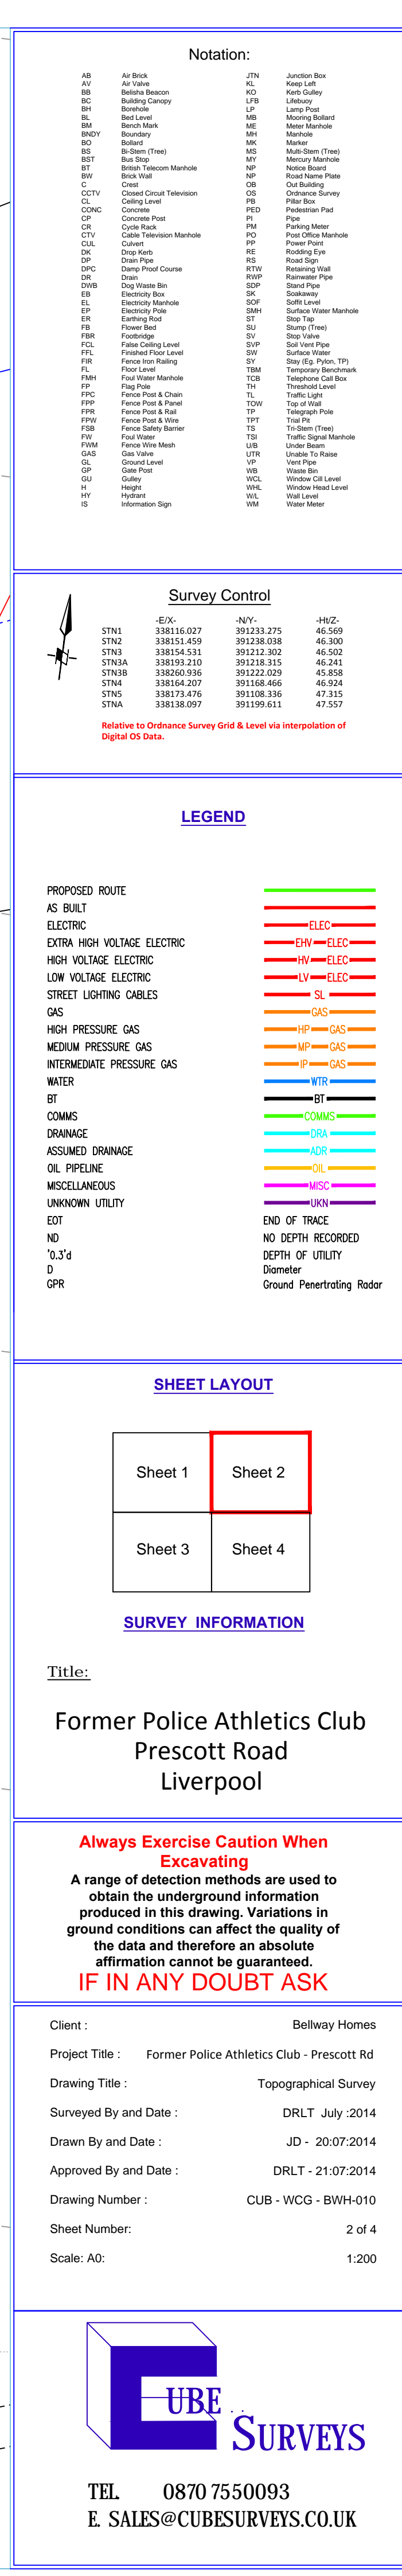 Notation:
AB Air Brick
AV Air Valve
BB Belisha Beacon
BC Building Canopy
BH Borehole
BL Bed Level
BM Bench Mark
BNDY Boundary
BO Bollard
BS Bi-Stem (Tree)
BST Bus Stop
BT British Telecom Manhole
BW Brick Wall
C Crest
CCTV Closed Circuit Television
CL Ceiling Level
CONC Concrete
CP Concrete Post
CR Cycle Rack
CTV Cable Television Manhole
CUL Culvert
DK Drop Kerb
DP Drain Pipe
DPC Damp Proof Course
DR Drain
DWB Dog Waste Bin
EB Electricity Box
EL Electricity Manhole
EP Electricity Pole
ER Earthing Rod
FB Flower Bed
FBR Footbridge
FCL False Ceiling Level
FFL Finished Floor Level
FIR Fence Iron Railing
FL Floor Level
FMH Foul Water Manhole
FP Flag Pole
FPC Fence Post & Chain
FPP Fence Post & Panel
FPR Fence Post & Rail
FPW Fence Post & Wire
FSB Fence Safety Barrier
FW Foul Water
FWM Fence Wire Mesh
GAS Gas Valve
GL Ground Level
GP Gate Post
GU Gulley
H Height
HY Hydrant
IS Information Sign
JTN Junction Box
KL Keep Left
KO Kerb Gulley
LFB Lifebuoy
LP Lamp Post
MB Mooring Bollard
ME Meter Manhole
MH Manhole
MK Marker
MS Multi-Stem (Tree)
MY Mercury Manhole
NP Notice Board
NP Road Name Plate
OB Out Building
OS Ordnance Survey
PB Pillar Box
PED Pedestrian Pad
PI Pipe
PM Parking Meter
PO Post Office Manhole
PP Power Point
RE Rodding Eye
RS Road Sign
RTW Retaining Wall
RWP Rainwater Pipe
SDP Stand Pipe
SK Soakaway
SOF Soffit Level
SMH Surface Water Manhole
ST Stop Tap
SU Stump (Tree)
SV Stop Valve
SVP Soil Vent Pipe
SW Surface Water
SY Stay (Eg. Pylon, TP)
TBM Temporary Benchmark
TCB Telephone Call Box
TH Threshold Level
TL Traffic Light
TOW Top of Wall
TP Telegraph Pole
TPT Trial Pit
TS Tri-Stem (Tree)
TSI Traffic Signal Manhole
U/B Under Beam
UTR Unable To Raise
VP Vent Pipe
WB Waste Bin
WCL Window Cill Level
WHL Window Head Level
W/L Wall Level
WM Water Meter
Survey Control
-E/X- -N/Y- -Ht/Z-
STN1 338116.027 391233.275 46.569
STN2 338151.459 391238.038 46.300
STN3 338154.531 391212.302 46.502
STN3A 338193.210 391218.315 46.241
STN3B 338260.936 391222.029 45.858
STN4 338164.207 391168.466 46.924
STN5 338173.476 391108.336 47.315
STNA 338138.097 391199.611 47.557
Relative to Ordnance Survey Grid & Level via interpolation of
Digital OS Data.
LEGEND
PROPOSED ROUTE
AS BUILT
ELECTRIC ELEC
EXTRA HIGH VOLTAGE ELECTRIC EHV ELEC
HIGH VOLTAGE ELECTRIC HV ELEC
LOW VOLTAGE ELECTRIC LV ELEC
STREET LIGHTING CABLES SL
GAS GAS
HIGH PRESSURE GAS HP GAS
MEDIUM PRESSURE GAS MP GAS
INTERMEDIATE PRESSURE GAS IP GAS
WATER WTR
BT BT
COMMS COMMS
DRAINAGE DRA
ASSUMED DRAINAGE ADR
OIL PIPELINE OIL
MISCELLANEOUS MISC
UNKNOWN UTILITY UKN
EOT END OF TRACE
ND NO DEPTH RECORDED
'0.3'd DEPTH OF UTILITY
D Diameter
GPR Ground Penertrating Radar
SHEET LAYOUT
Sheet 1 Sheet 2
Sheet 3 Sheet 4
SURVEY INFORMATION
Title:
Former Police Athletics Club
Prescott Road
Liverpool
Always Exercise Caution When
Excavating
A range of detection methods are used to
obtain the underground information
produced in this drawing. Variations in
ground conditions can affect the quality of
the data and therefore an absolute
affirmation cannot be guaranteed.
IF IN ANY DOUBT ASK
Client : Bellway Homes
Project Title : Former Police Athletics Club - Prescott Rd
Drawing Title : Topographical Survey
Surveyed By and Date : DRLT July :2014
Drawn By and Date : JD - 20:07:2014
Approved By and Date : DRLT - 21:07:2014
Drawing Number : CUB - WCG - BWH-010
Sheet Number: 2 of 4
Scale: A0: 1:200
CUBE ..
SURVEYS
TEL 0870 7550093
E. SALES@CUBESURVEYS.CO.UK